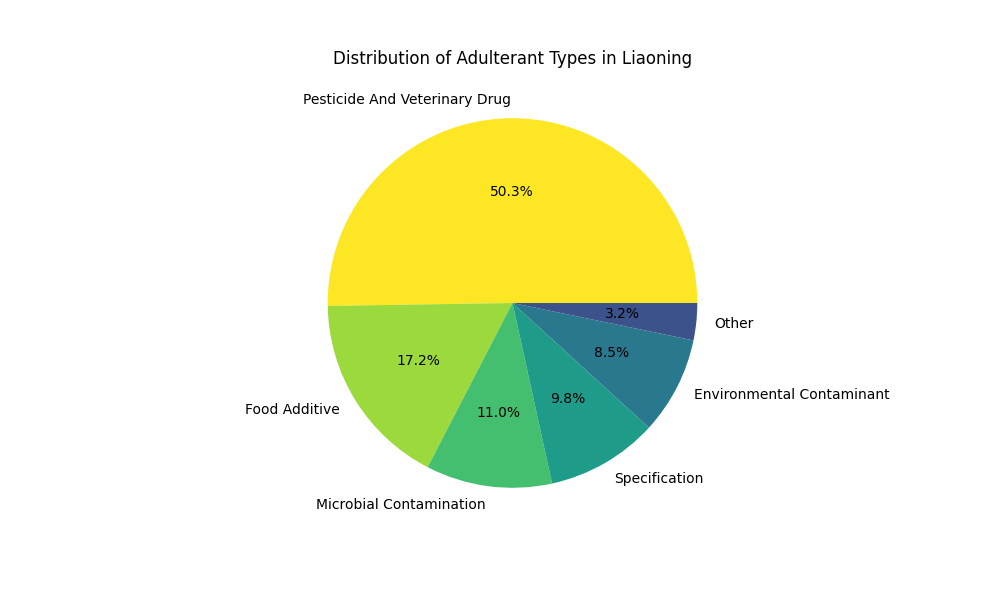 Distribution of Adulterant Types in Liaoning
Pesticide And Veterinary Drug
50.3%
3.2%
Other
8.5%
17.2%
Environmental Contaminant
9.8%
Food Additive
11.0%
Specification
Microbial Contamination